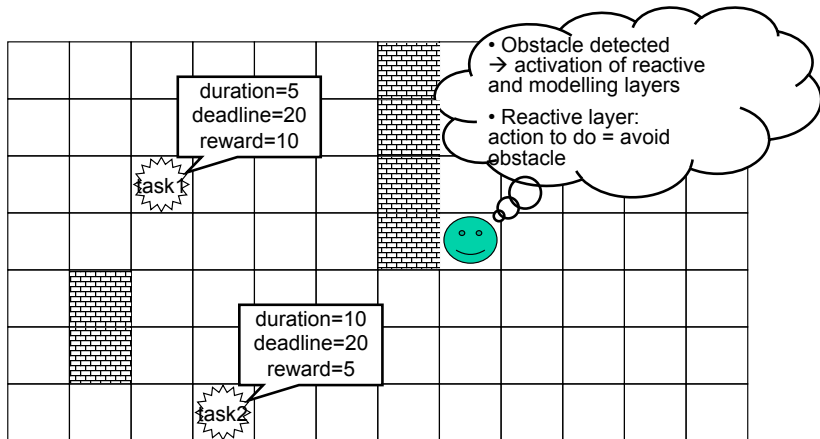 • Obstacle detected
→ activation of reactive
and modelling layers
• Reactive layer:
action to do = avoid
obstacle
duration=5
deadline=20
reward=10
task1
duration=10
deadline=20
reward=5
task2